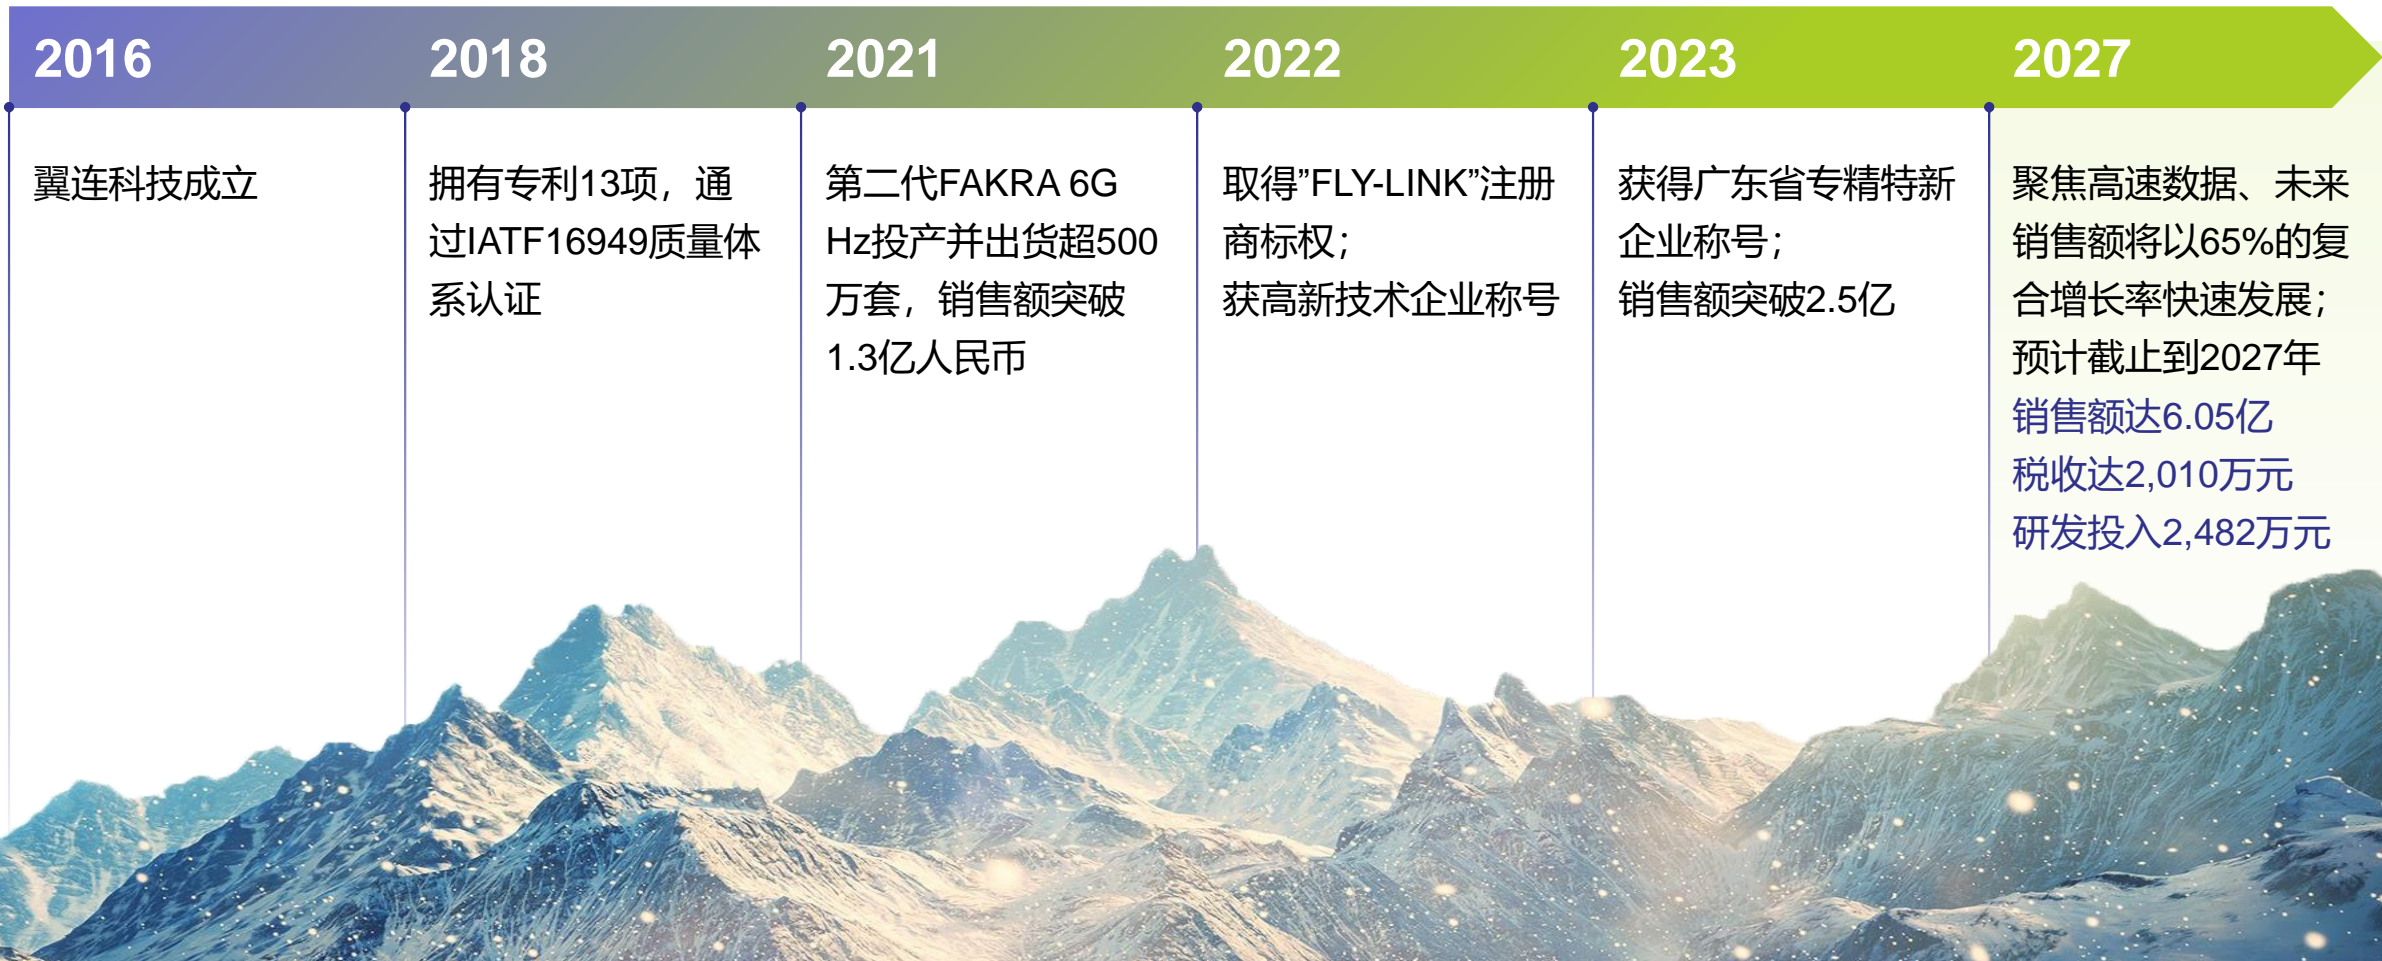 2016
翼连科技成立
2018
拥有专利13项，通
过IATF16949质量体
系认证
2021
第二代FAKRA 6G
Hz投产并出货超500
万套，销售额突破
1.3亿人民币
2022
取得”FLY-LINK”注册
商标权；
获高新技术企业称号
2023
获得广东省专精特新
企业称号；
销售额突破2.5亿
2027
聚焦高速数据、未来
销售额将以65%的复
合增长率快速发展；
预计截止到2027年
销售额达6.05亿
税收达2,010万元
研发投入2,482万元